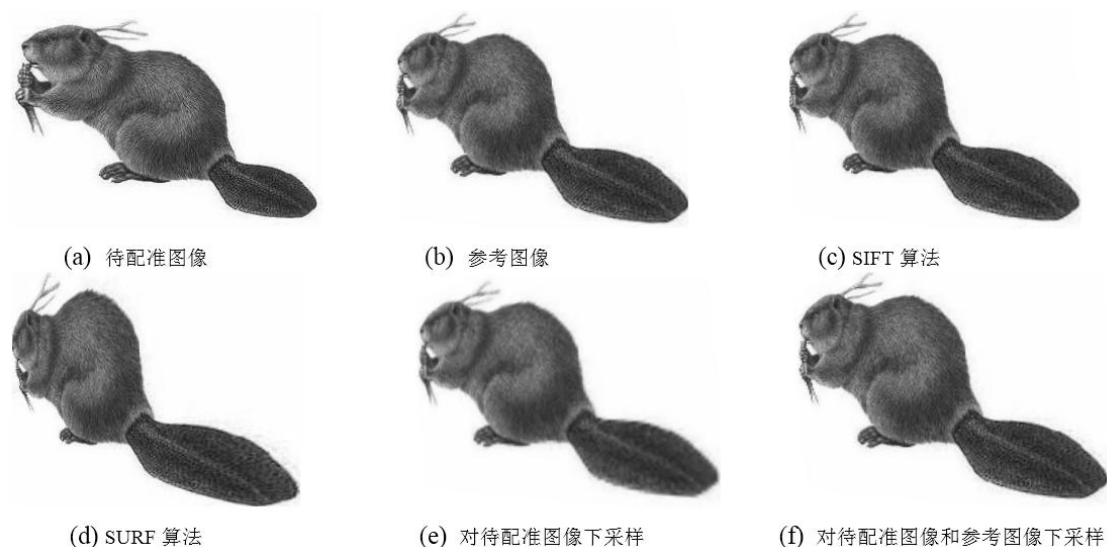 (a) 待配准图像
(b) 参考图像
(c) SIFT 算法
(d) SURF 算法
(e) 对待配准图像下采样
(f) 对待配准图像和参考图像下采样